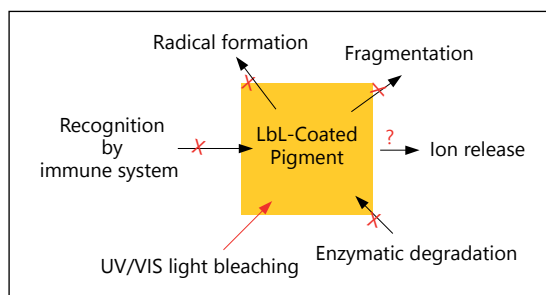 Radical formation
Fragmentation
Recognition
by
immune system
LbL-Coated
Pigment
?
Ion release
UV/VIS light bleaching
Enzymatic degradation